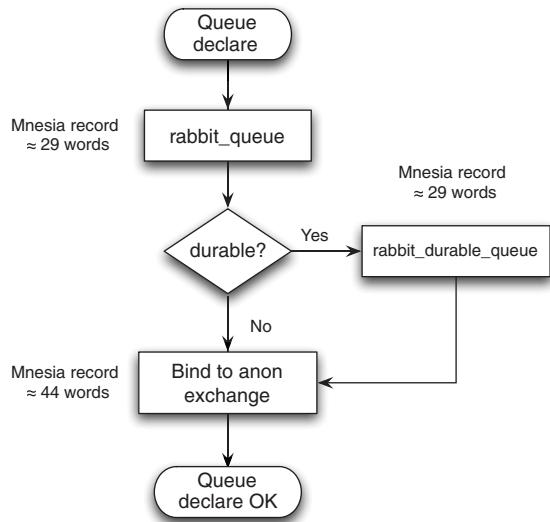 Queue
declare
Mnesia record
≈ 29 words
rabbit_queue
Mnesia record
≈ 29 words
durable?
Yes
rabbit_durable_queue
No
Mnesia record
≈ 44 words
Bind to anon
exchange
Queue
declare OK